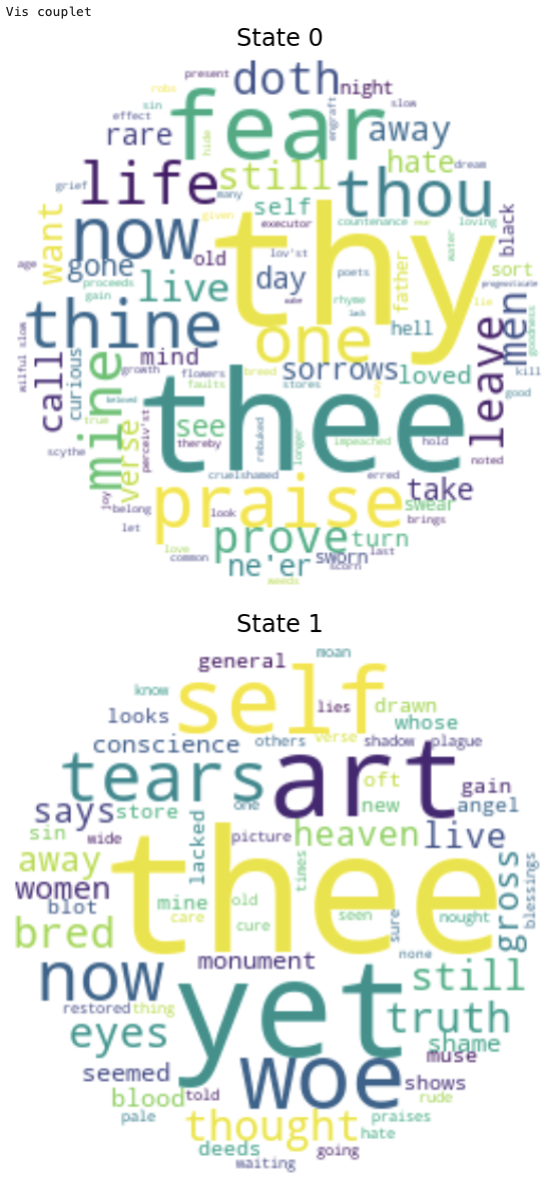 Vis couplet
State 0
present doth night
robs
sin slow
effect fear engraft
rare away
hide
hate dream
life still thou
grief many
self
given countenance loving
want now executor black
thy
gone old lov'st water
age day poets father sort
proceeds prognosticate
gain live rhyme lie
lack goodness
thine one hell men
wilful slow
mind sorrows leave
call curious growth flowers breed loved kill
faults stores good
beloved
mine thee
true see
verse perceiv'st thereby rebuked longer impeached hold
scythe noted
cruel shamed erred
joy praise take
belong look swear
brings
let prove turn
love last
common ne'er sworn
scorn
weeds
State 1
moan
general
know self lies drawn
looks whose
conscience others verse shadow plague
tears art oft gain
says store one new angel
sin wide lacked picture heaven live
away thee times gross blessings
women mine old
blot care seen nought
cure sure
bred none
monument
now yet still
restored thing truth
eyes shame
woe muse
seemed shows
blood told rude
pale thought praises
hate
deeds going
waiting